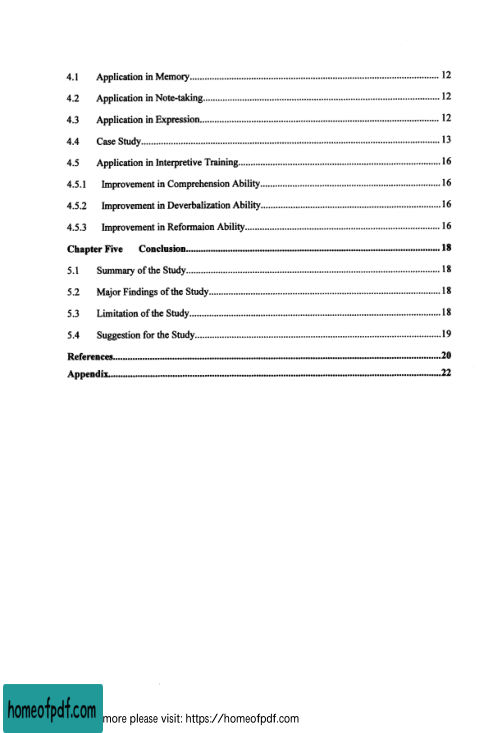 4.1 Application in Memory........ 12
4.2 Application in Note-taking........ 12
4.3 Application in Expression........ 12
4.4 Case Study........ 13
4.5 Application in Interpretive Training........ 16
4.5.1 Improvement in Comprehension Ability........ 16
4.5.2 Improvement in Deverbalization Ability........ 16
4.5.3 Improvement in Reformaion Ability........ 16
Chapter Five Conclusion........ 18
5.1 Summary of the Study........ 18
5.2 Major Findings of the Study........ 18
5.3 Limitation of the Study........ 18
5.4 Suggestion for the Study........ 19
References........ 20
Appendix........ 22
homeofpdf.com more please visit: https://homeofpdf.com